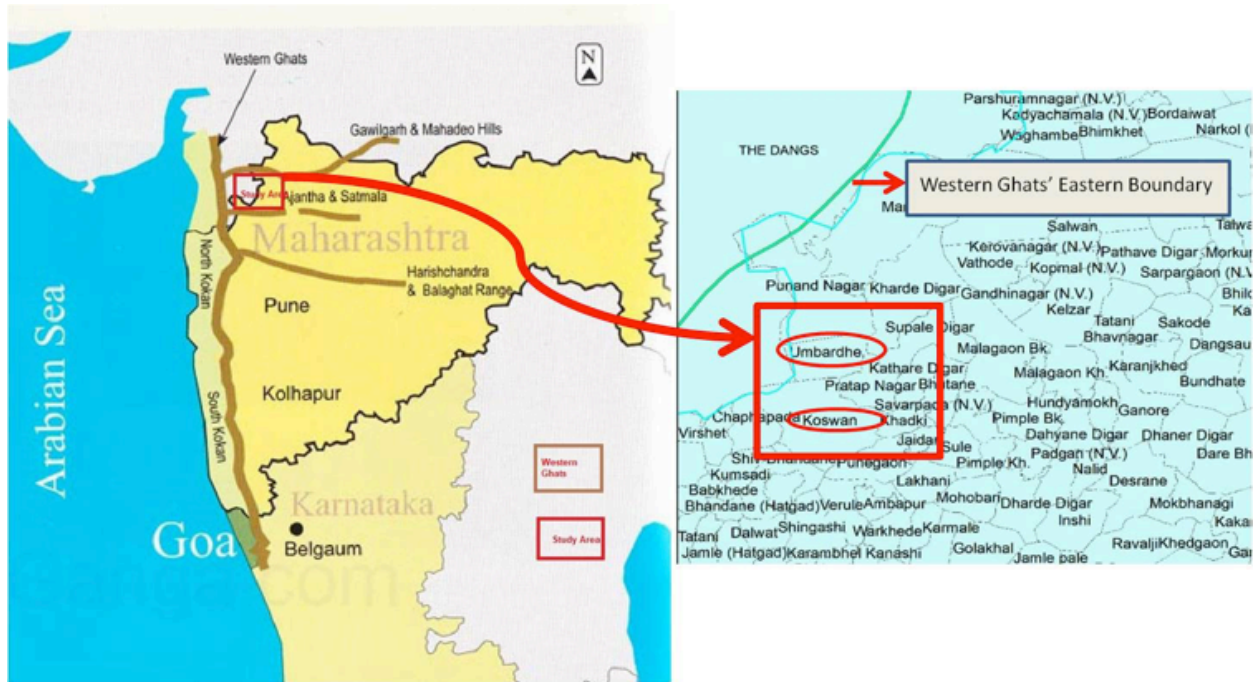 Western Ghats
N
Gawilgarh & Mahadeo Hills
Study Area
Ajantha & Satmala
Maharashtra
North Kokan
Harishchandra
& Balaghat Range
Pune
Arabian Sea
Kolhapur
South Kokan
Western
Ghats
Karnataka
Study Area
Goa
Belgaum
Parshuramnagar (N.V.)
Kadyachamala (N.V.) Bordaiwat
Waghambe Bhimkhet Narkol
THE DANGS
Western Ghats' Eastern Boundary
Salwan
Kerovanagar (N.V.) Pathave Digar
Vathode Kopmal (N.V.) Sarpargaon
Punand Nagar Kharde Digar Gandhinagar (N.V.)
Kelzar
Supale Digar Tatani Sakode
Bhavnagar
Umbardhe Malagaon Bk.
Kathare Digar Malagaon Kh. Karanjkhed
Pratap Nagar Bhutane Bundhate
Savarpada (N.V.) Hundyamokh
Chaphapada Koswan Khadki Pimple Bk. Ganore
Virshet Jaidar Dahyane Digar Dhaner Digar
Sule Padgan (N.V.)
Punegaon Pimple Kh. Nalid
Kumsadi Lakhani Desrane
Babkhede
Bhandane (Hatgad) Verule Ambapur Mohobari Dharde Digar Mokbhanagi
Inshi
Tatani Dalwat Shingashi Warkhede Karmale
Golakhal Ravalji Khedgaon
Jamle (Hatgad) Karambhel Kanashi Jamle pale